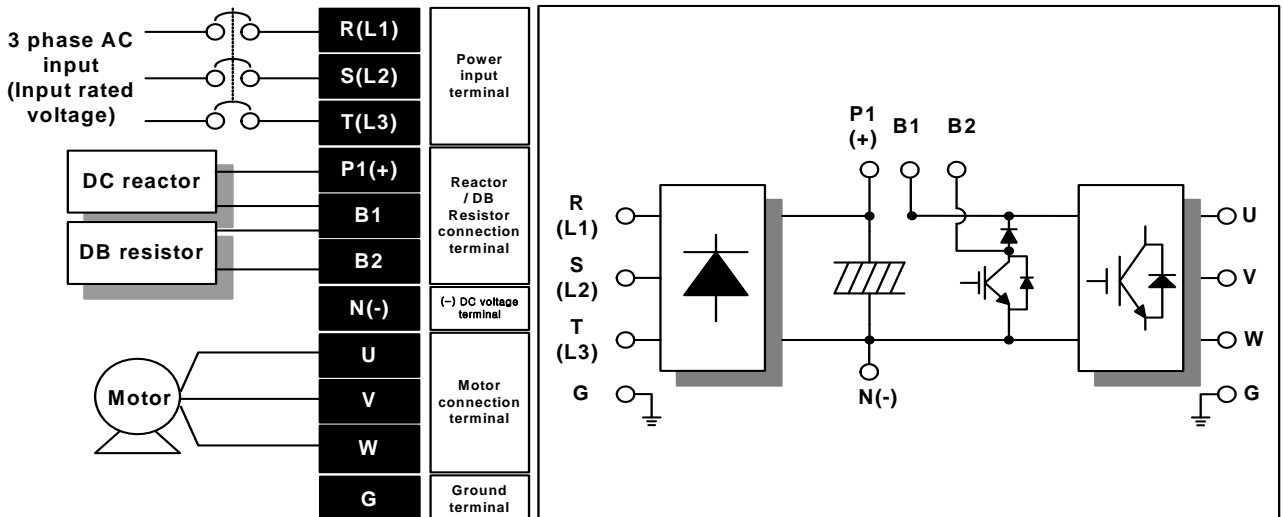 3 phase AC
input
(Input rated
voltage)
R(L1)
S(L2)
T(L3)
Power
input
terminal
DC reactor
DB resistor
P1(+)
B1
B2
Reactor
/ DB
Resistor
connection
terminal
N(-)
(-) DC voltage
terminal
Motor
U
V
W
Motor
connection
terminal
G
Ground
terminal
P1
(+)
B1
B2
R
(L1)
S
(L2)
T
(L3)
G
N(-)
U
V
W
G